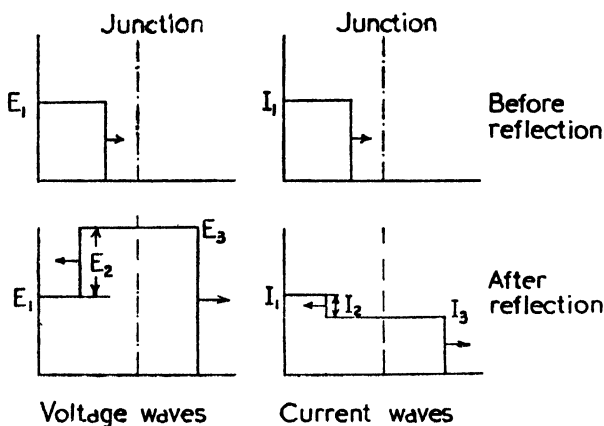 Junction
Junction
E₁
I₁
Before
reflection
E₃
E₂
E₁
I₁
I₂
I₃
After
reflection
Voltage waves
Current waves